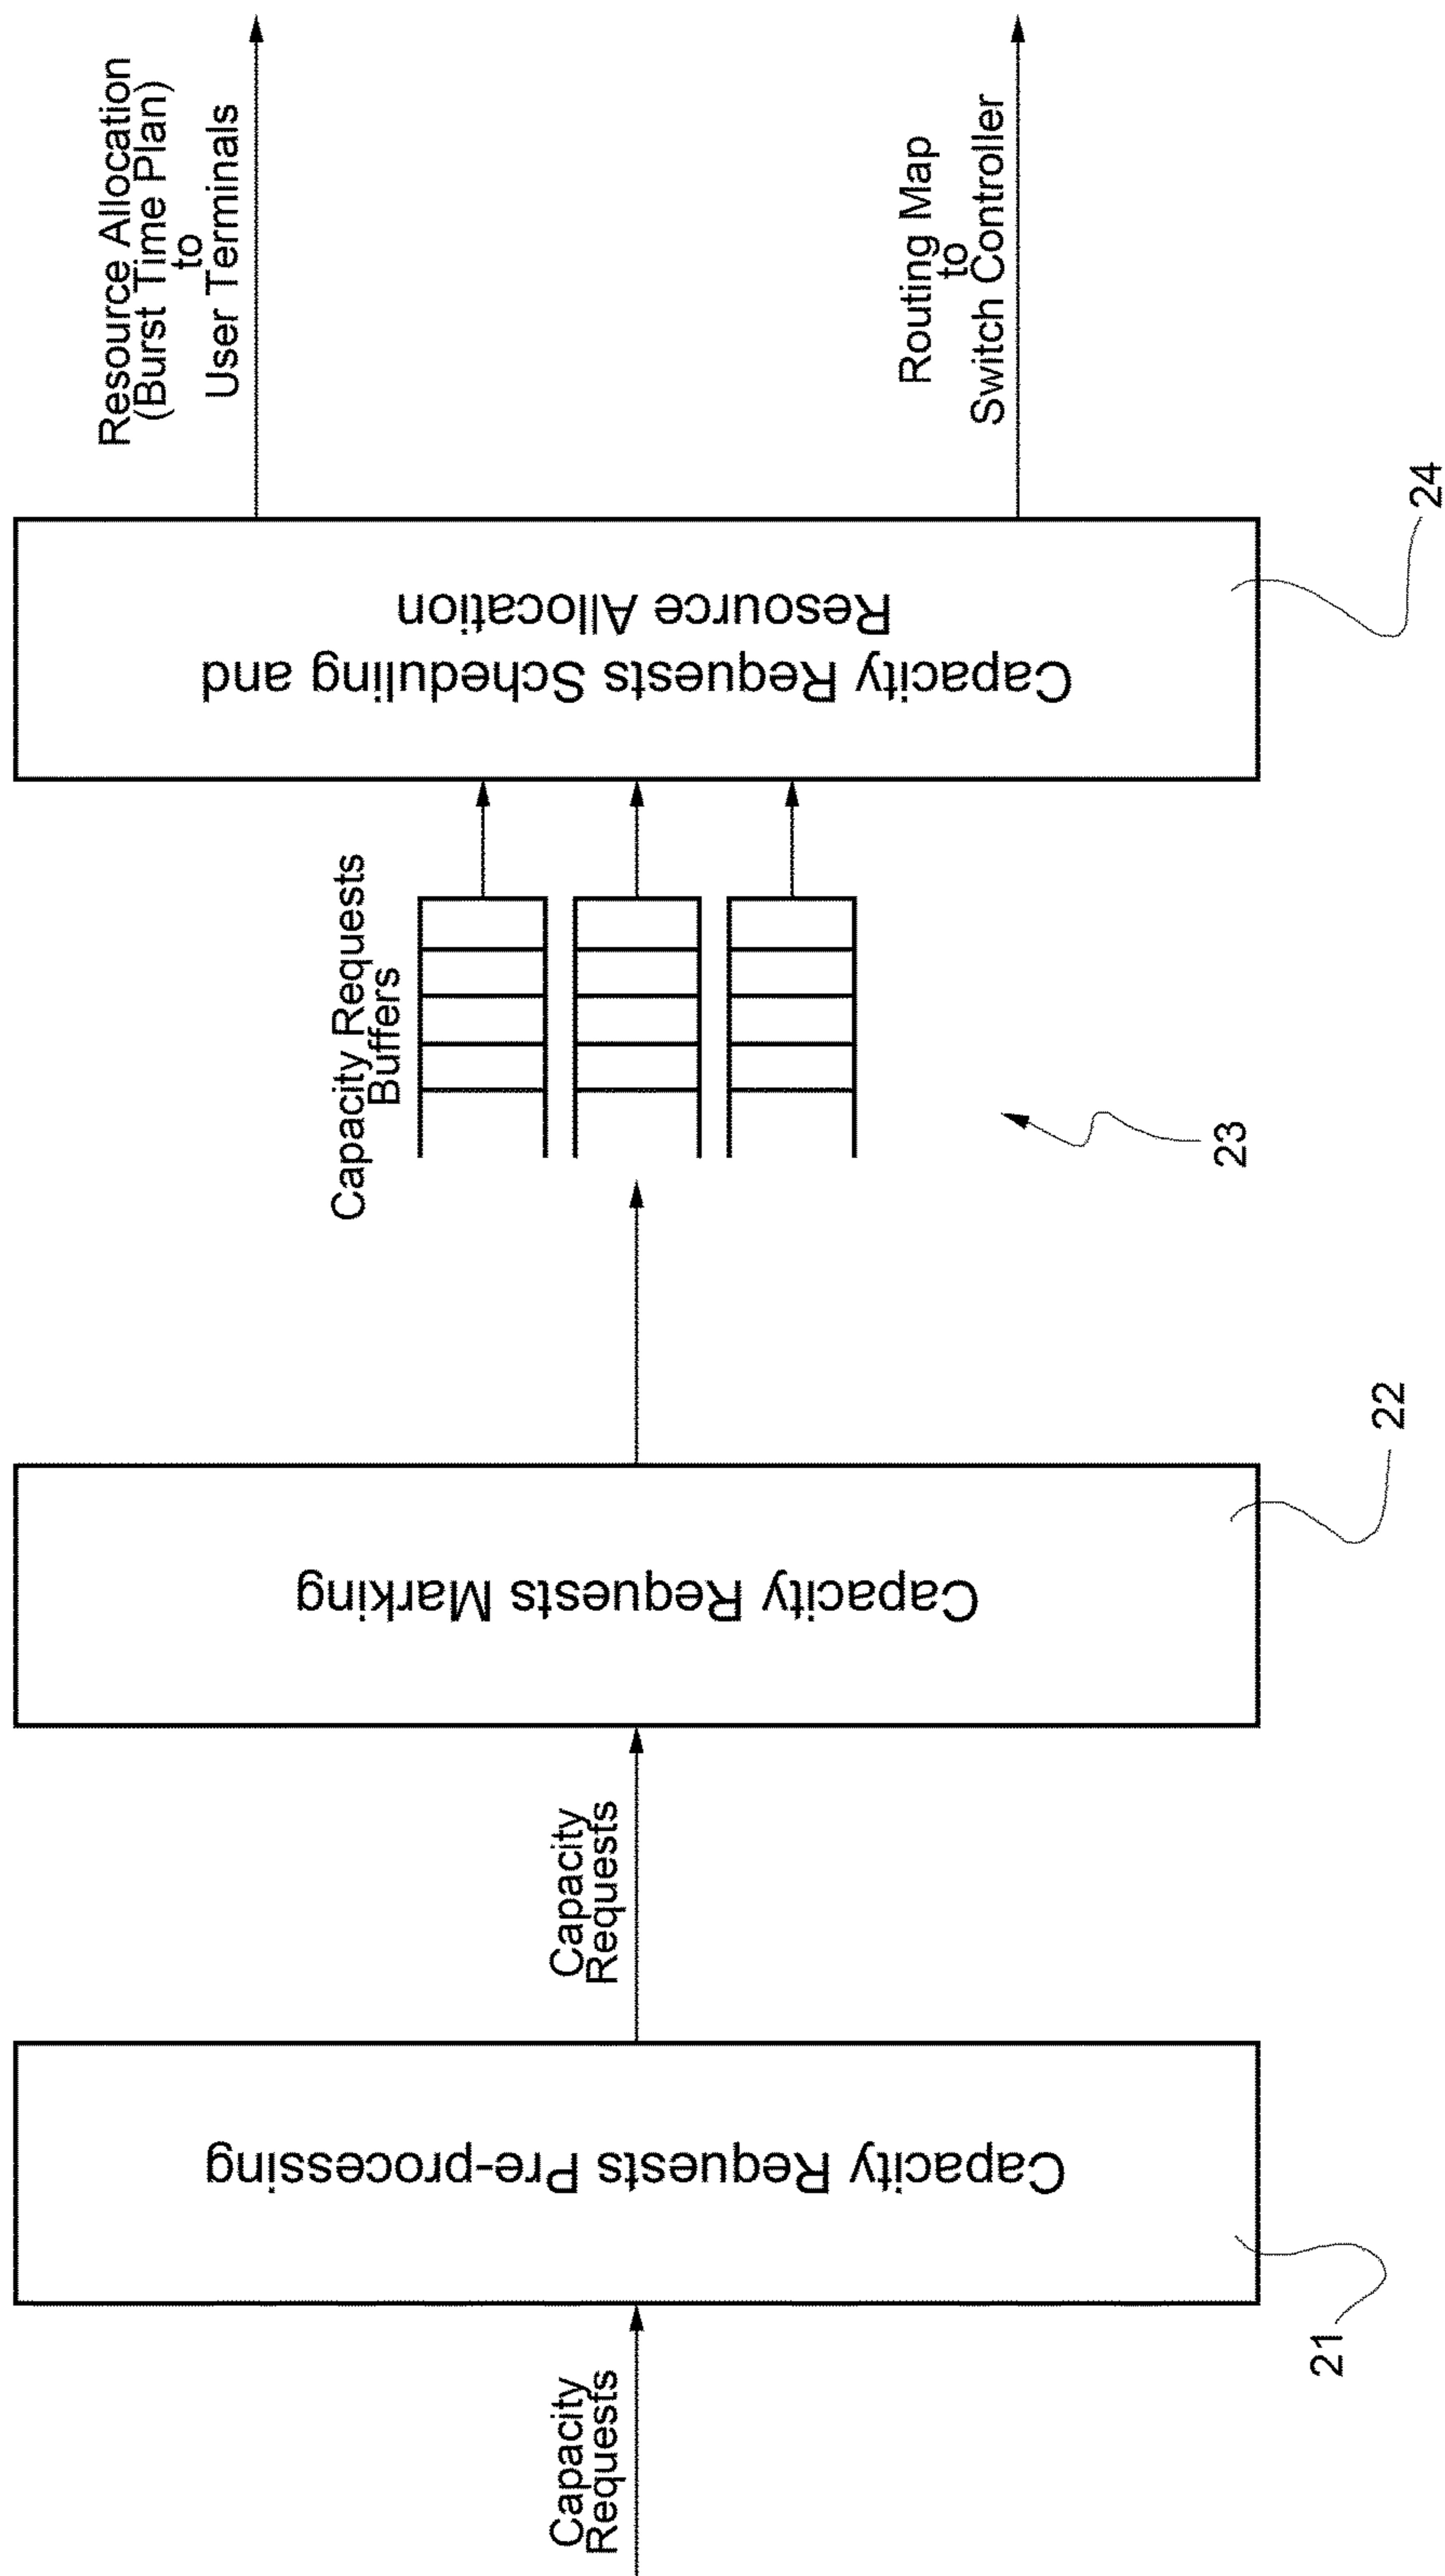 Capacity
Requests
Capacity Requests Pre-processing
21
Capacity
Requests
Capacity Requests Marking
22
Capacity Requests
Buffers
23
Capacity Requests Scheduling and
Resource Allocation
24
Resource Allocation
(Burst Time Plan)
to
User Terminals
Routing Map
to
Switch Controller